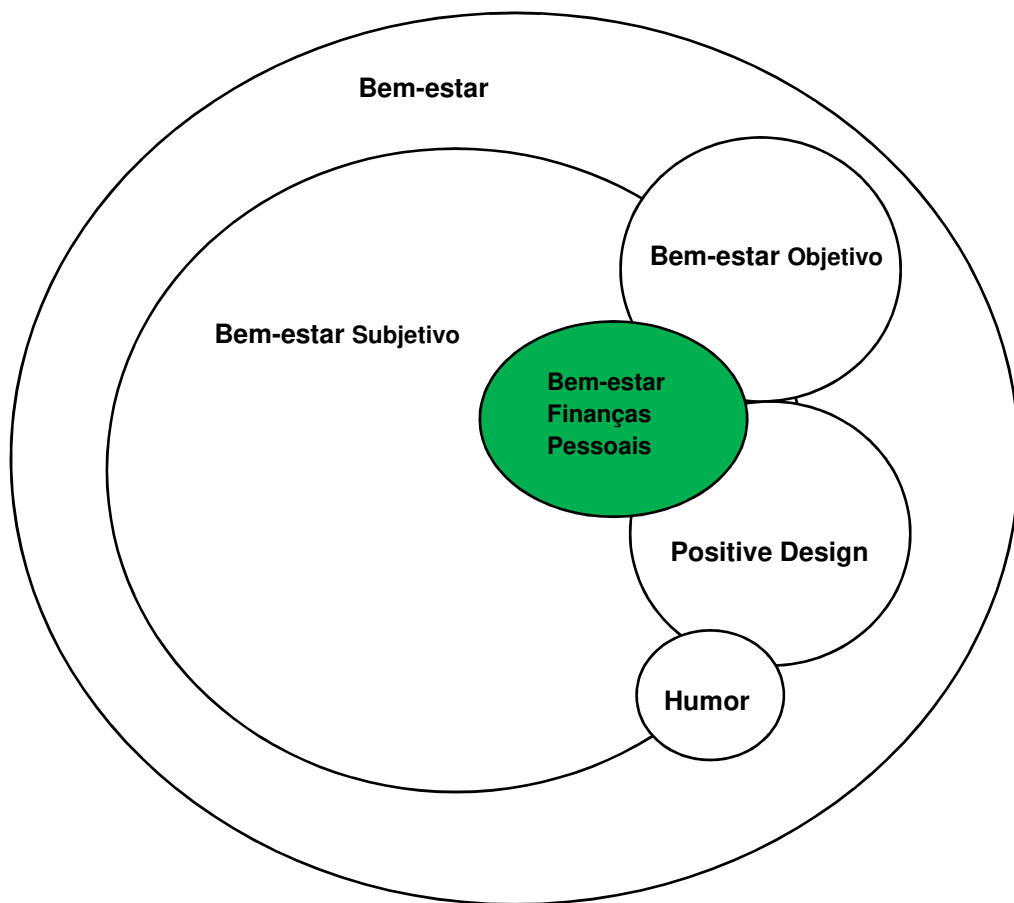 Bem-estar
Bem-estar Objetivo
Bem-estar Subjetivo
Bem-estar
Finanças
Pessoais
Positive Design
Humor